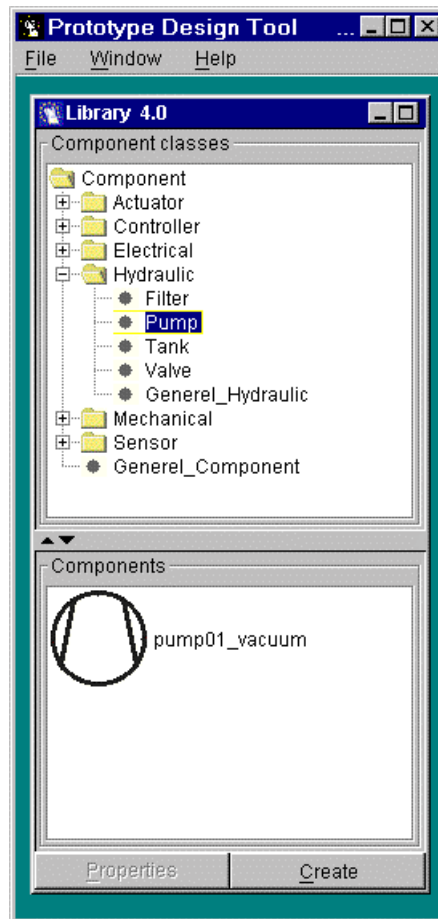 Prototype Design Tool ...
File Window Help
Library 4.0
Component classes
Component
Actuator
Controller
Electrical
Hydraulic
Filter
Pump
Tank
Valve
Generel_Hydraulic
Mechanical
Sensor
Generel_Component
Components
pump01_vacuum
Properties Create